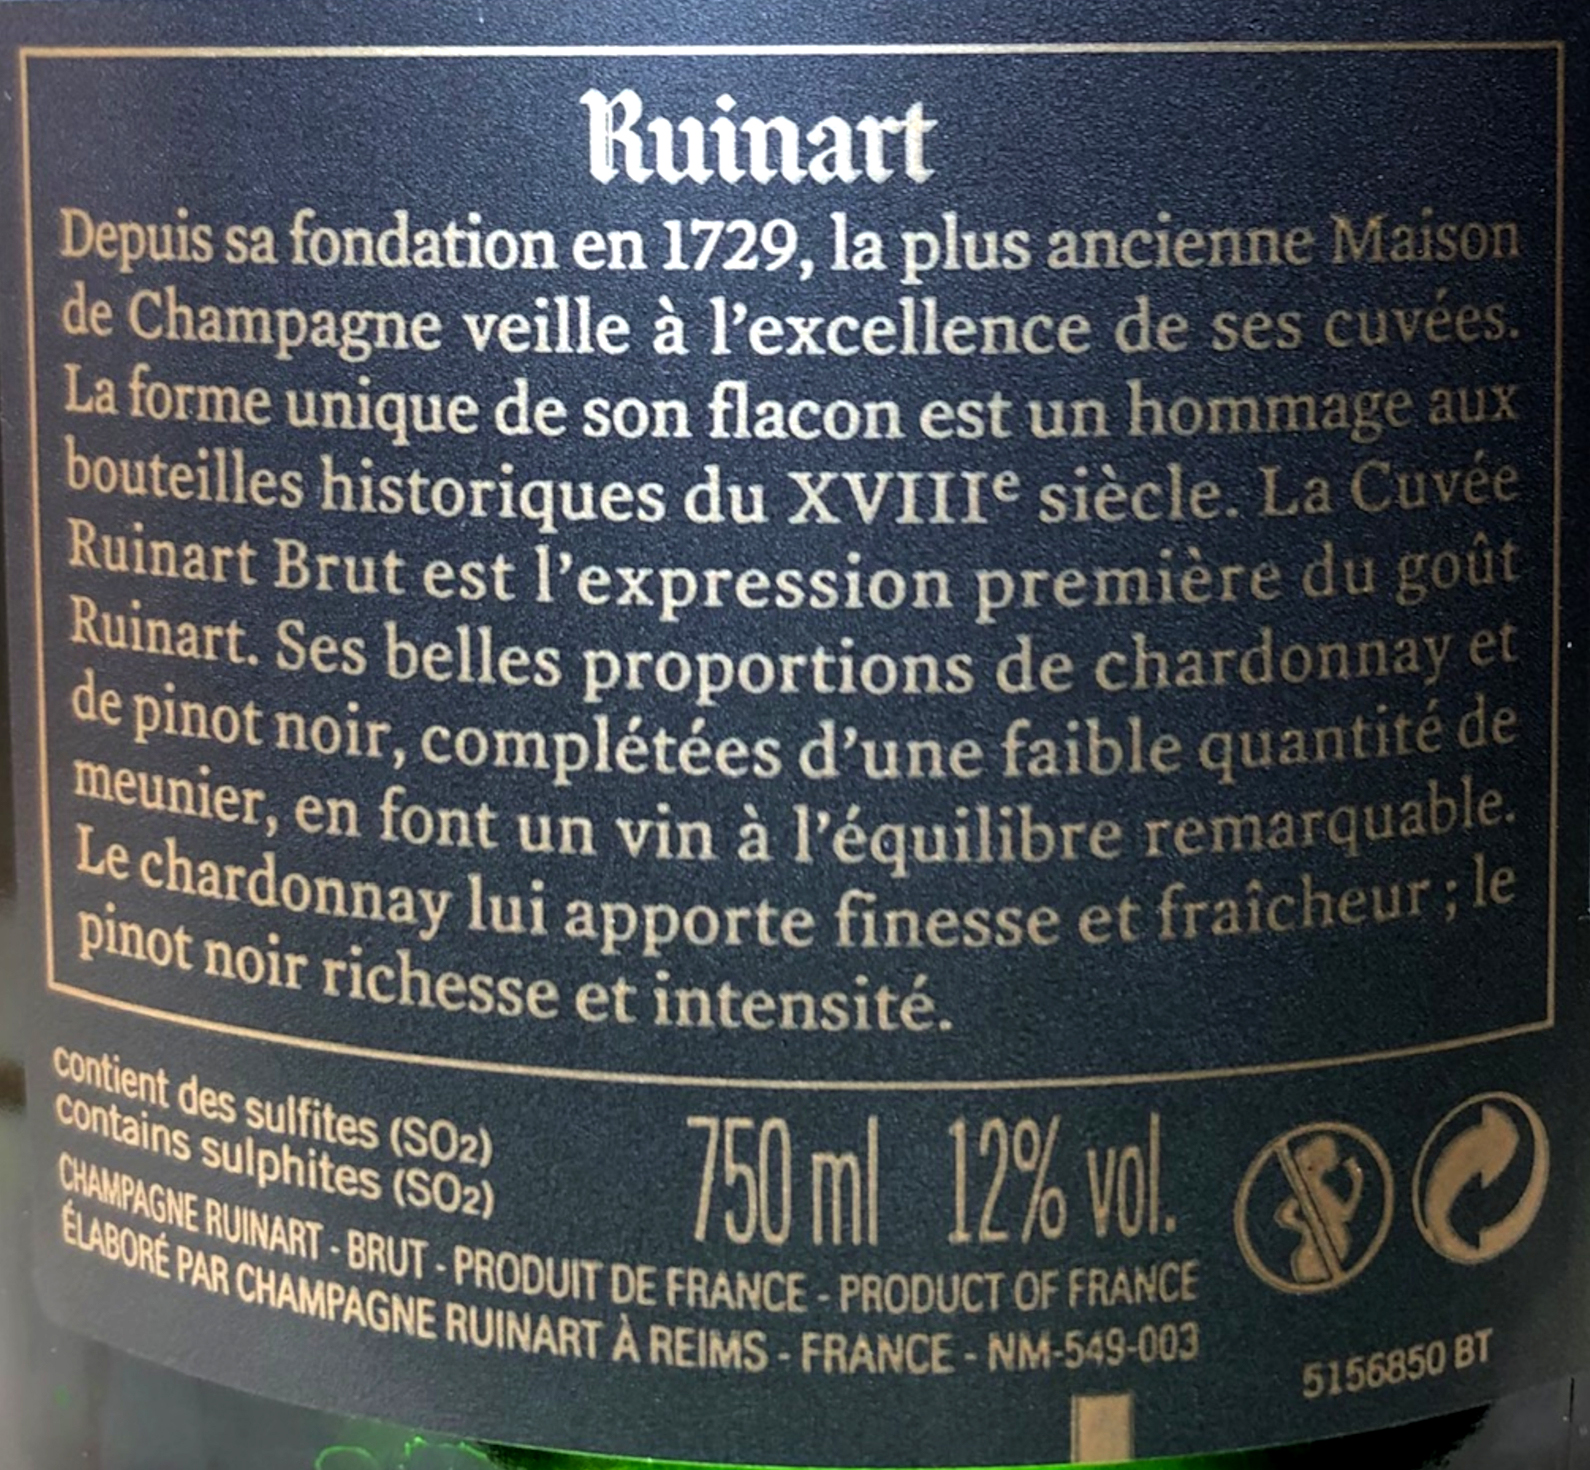 Ruinart
Depuis sa fondation en 1729, la plus ancienne Maison
de Champagne veille à l'excellence de ses cuvées.
La forme unique de son flacon est un hommage aux
bouteilles historiques du XVIIIe siècle. La Cuvée
Ruinart Brut est l'expression première du goût
Ruinart. Ses belles proportions de chardonnay et
de pinot noir, complétées d'une faible quantité de
meunier, en font un vin à l'équilibre remarquable.
Le chardonnay lui apporte finesse et fraîcheur ; le
pinot noir richesse et intensité.
contient des sulfites (SO2)
contains sulphites (SO2)
750 ml 12% vol.
CHAMPAGNE RUINART - BRUT - PRODUIT DE FRANCE - PRODUCT OF FRANCE
ÉLABORÉ PAR CHAMPAGNE RUINART À REIMS - FRANCE - NM-549-003
5156850 BT